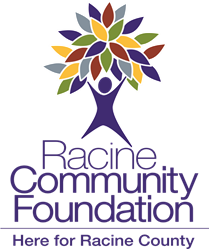 Racine
Community
Foundation
Here for Racine County